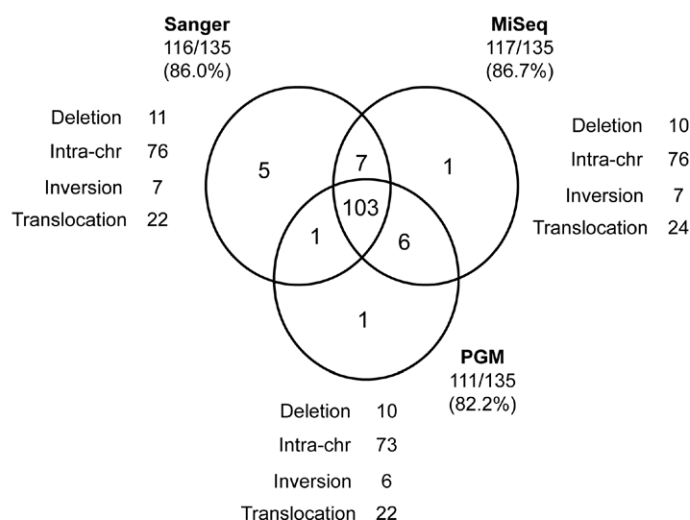 Sanger
116/135
(86.0%)
MiSeq
117/135
(86.7%)
Deletion 11
Intra-chr 76
Inversion 7
Translocation 22
Deletion 10
Intra-chr 76
Inversion 7
Translocation 24
5
7
1
103
1
6
1
PGM
111/135
(82.2%)
Deletion 10
Intra-chr 73
Inversion 6
Translocation 22